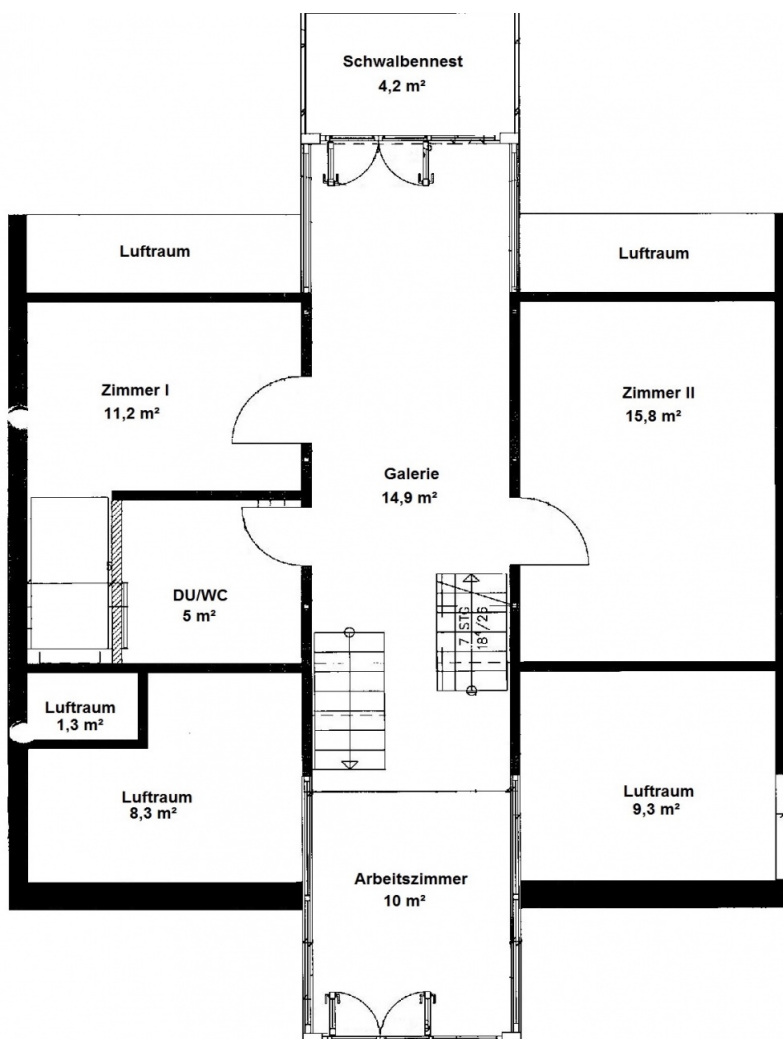 Schwalbennest
4,2 m²
Luftraum
Luftraum
Zimmer I
11,2 m²
Zimmer II
15,8 m²
Galerie
14,9 m²
DU/WC
5 m²
7 STG
18⁴/26
Luftraum
1,3 m²
Luftraum
8,3 m²
Luftraum
9,3 m²
Arbeitszimmer
10 m²